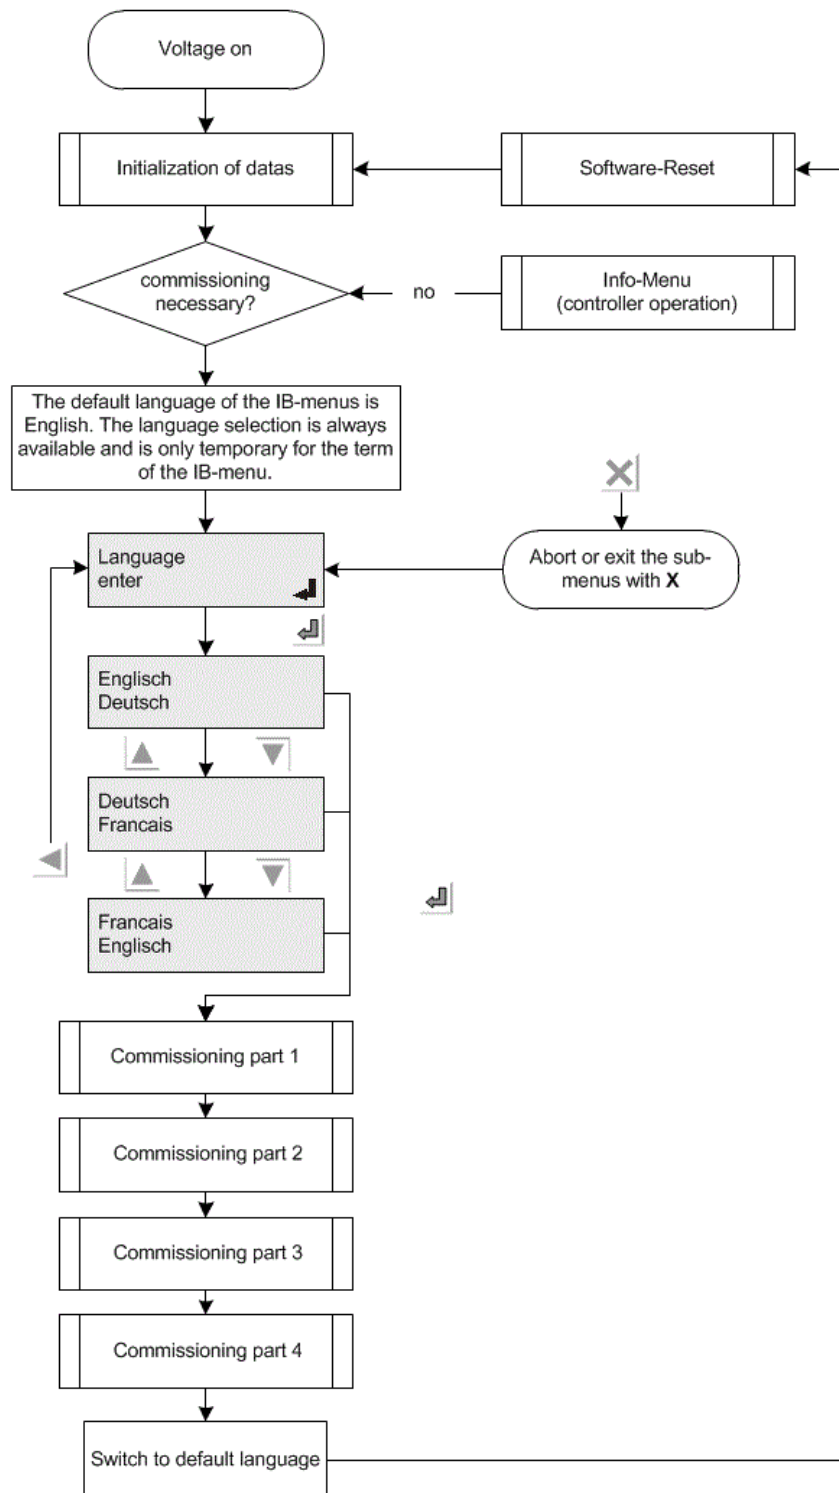 Voltage on
Initialization of datas
Software-Reset
commissioning
necessary?
no
Info-Menu
(controller operation)
The default language of the IB-menus is
English. The language selection is always
available and is only temporary for the term
of the IB-menu.
Language
enter
Abort or exit the sub-
menus with X
Englisch
Deutsch
Deutsch
Francais
Francais
Englisch
Commissioning part 1
Commissioning part 2
Commissioning part 3
Commissioning part 4
Switch to default language